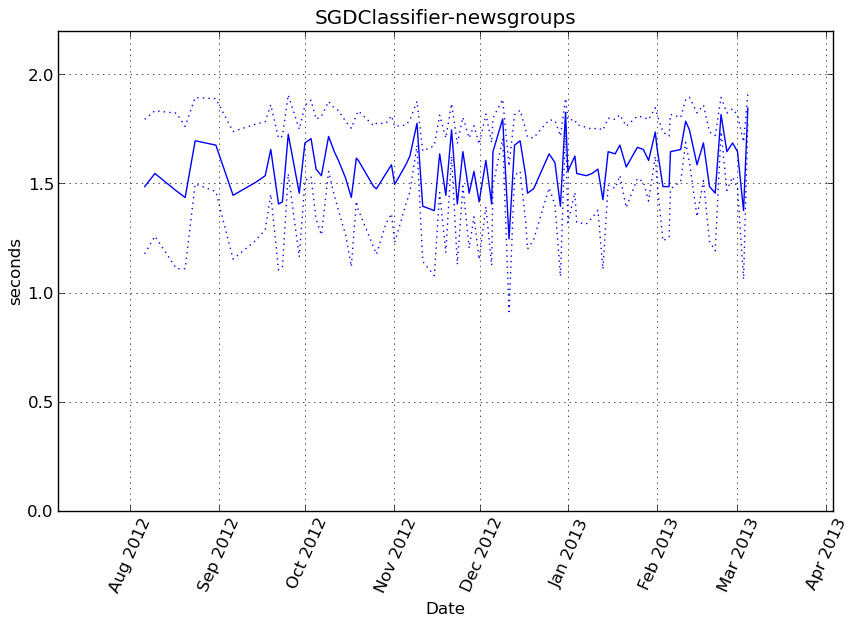 SGDClassifier-newsgroups
2.0
1.5
1.0
0.5
0.0
seconds
Aug 2012
Sep 2012
Oct 2012
Nov 2012
Dec 2012
Jan 2013
Feb 2013
Mar 2013
Apr 2013
Date